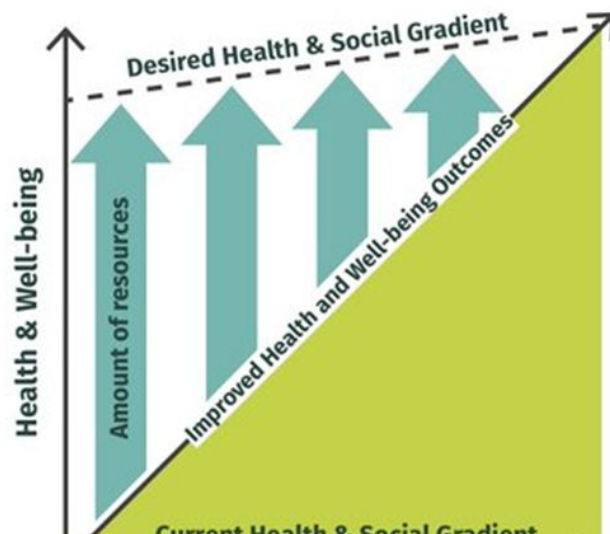 Desired Health & Social Gradient
Health & Well-being
Amount of resources
Improved Health and Well-being Outcomes
Current Health & Social Gradient